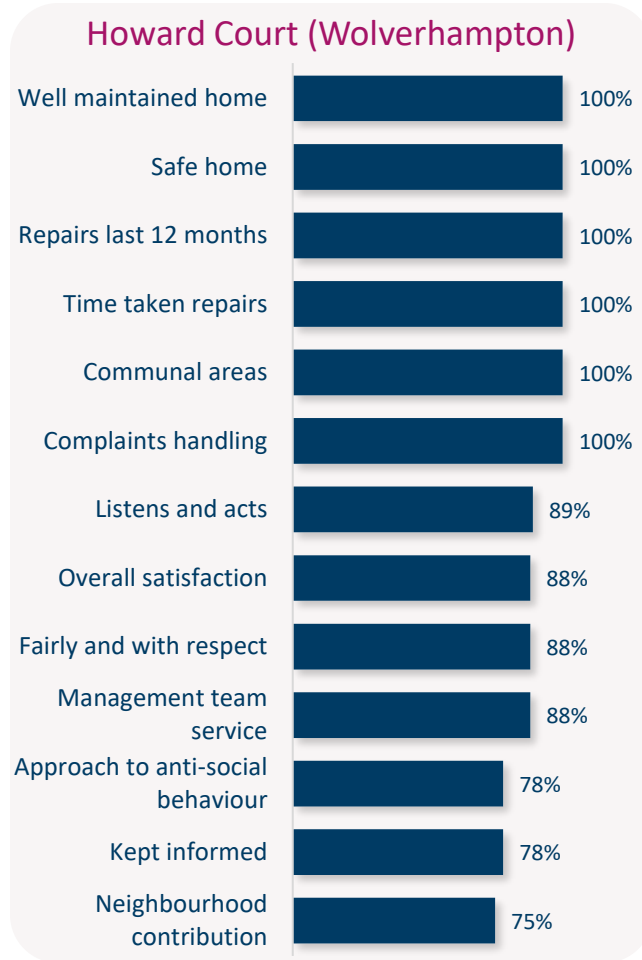 Howard Court (Wolverhampton)
Well maintained home 100%
Safe home 100%
Repairs last 12 months 100%
Time taken repairs 100%
Communal areas 100%
Complaints handling 100%
Listens and acts 89%
Overall satisfaction 88%
Fairly and with respect 88%
Management team
service 88%
Approach to anti-social
behaviour 78%
Kept informed 78%
Neighbourhood
contribution 75%